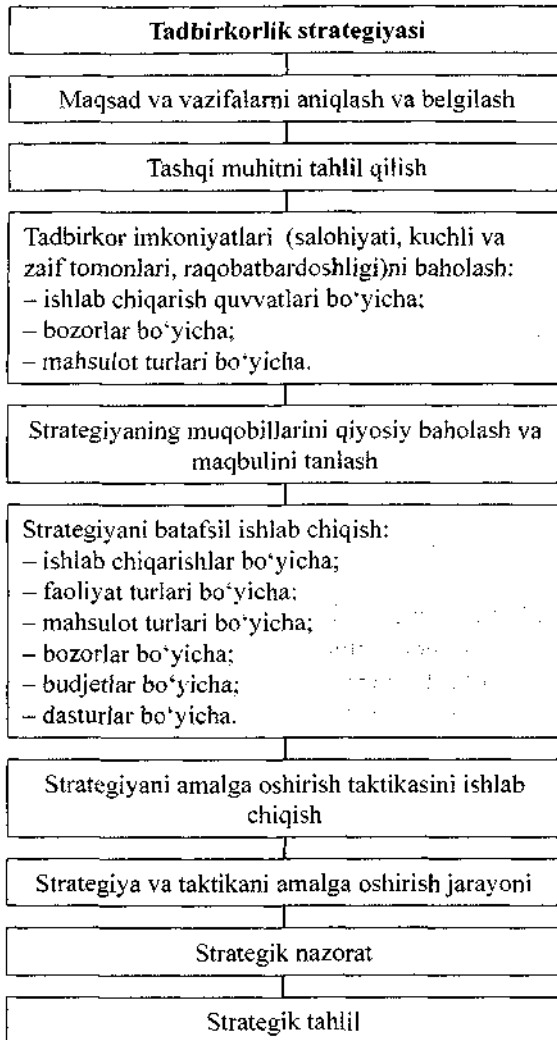 Tadbirkorlik strategiyasi
Maqsad va vazifalarni aniqlash va belgilash
Tashqi muhitni tahlil qilish
Tadbirkor imkoniyatlari (salohiyati, kuchli va
zaif tomonlari, raqobatbardoshligi)ni baholash:
– ishlab chiqarish quvvatlari bo‘yicha;
– bozorlar bo‘yicha;
– mahsulot turlari bo‘yicha.
Strategiyaning muqobillarini qiyosiy baholash va
maqbulini tanlash
Strategiyani batafsil ishlab chiqish:
– ishlab chiqarishlar bo‘yicha;
– faoliyat turlari bo‘yicha;
– mahsulot turlari bo‘yicha;
– bozorlar bo‘yicha;
– budjetlar bo‘yicha;
– dasturlar bo‘yicha.
Strategiyani amalga oshirish taktikasini ishlab
chiqish
Strategiya va taktikani amalga oshirish jarayoni
Strategik nazorat
Strategik tahlil